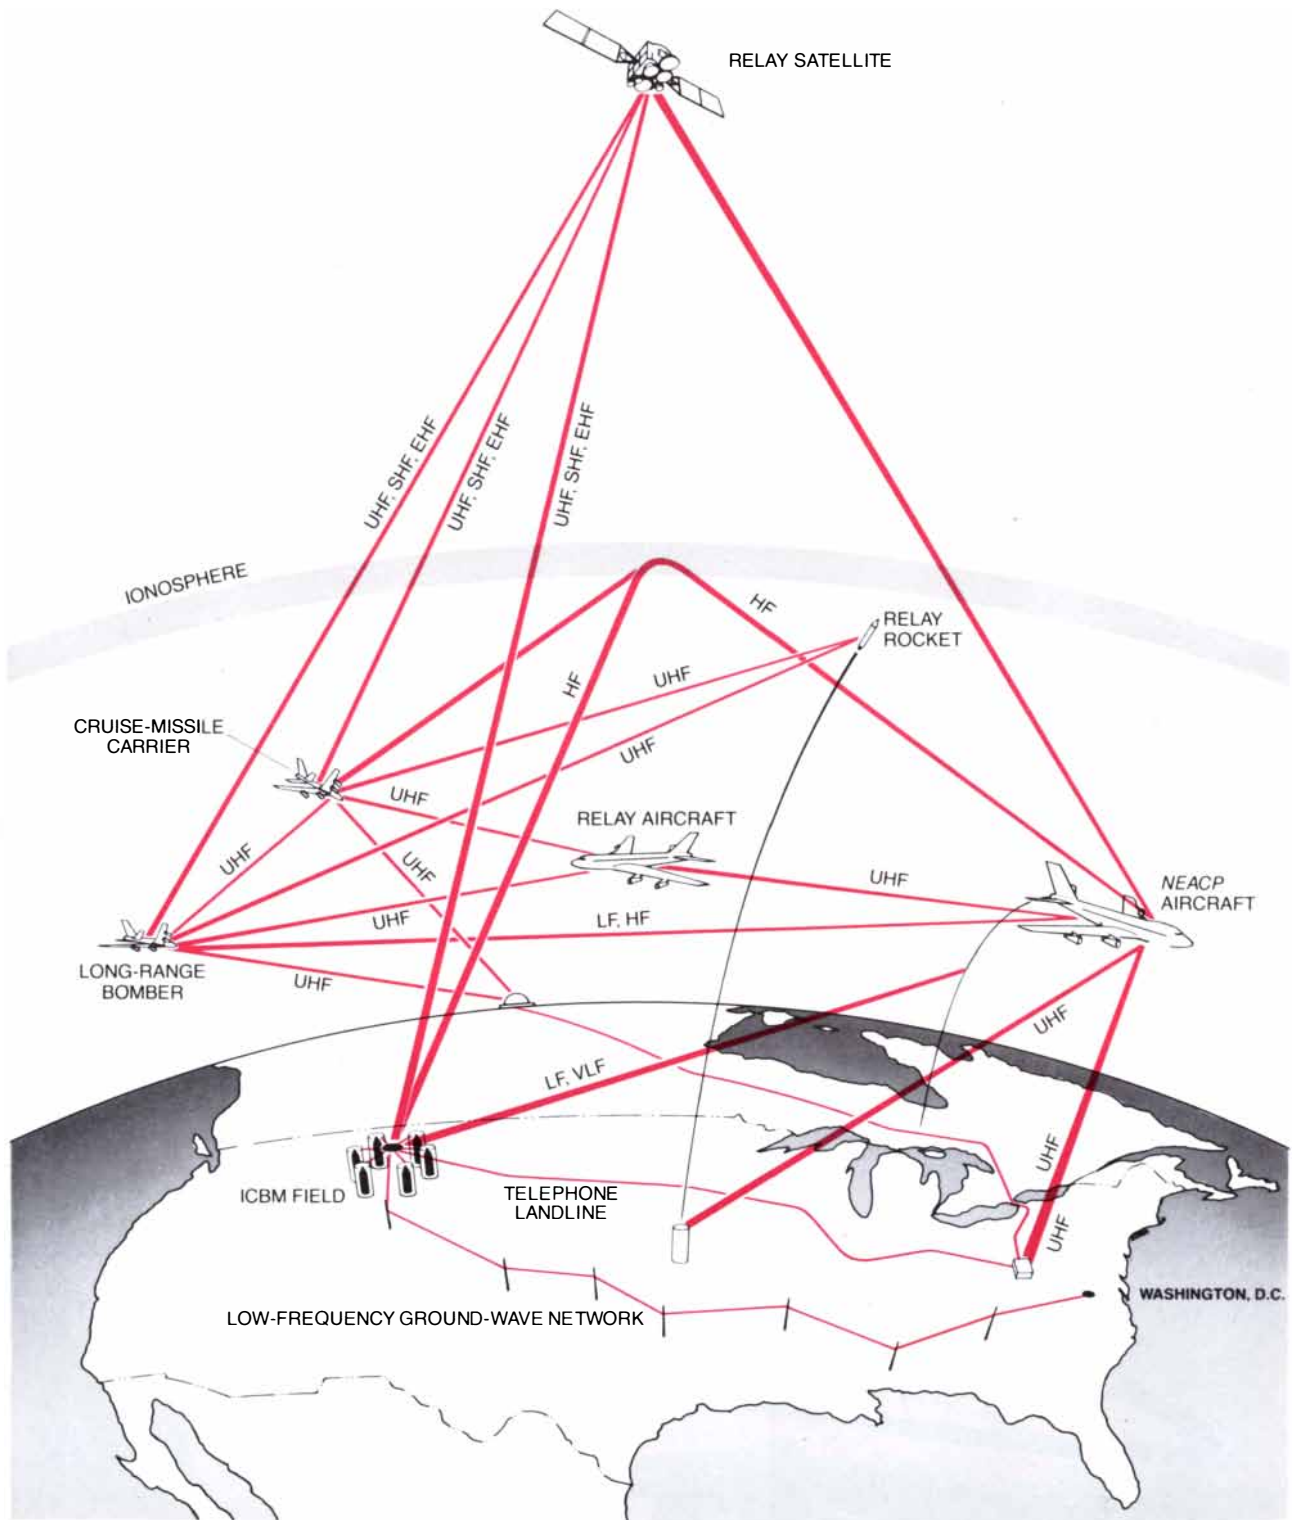 RELAY SATELLITE
UHF, SHF, EHF
UHF, SHF, EHF
UHF, SHF, EHF
IONOSPHERE
HF
RELAY
ROCKET
HF
UHF
CRUISE-MISSILE
CARRIER
UHF
UHF
RELAY AIRCRAFT
UHF
UHF
UHF
NEACP
AIRCRAFT
UHF
LF, HF
LONG-RANGE
BOMBER
UHF
UHF
LF, VLF
UHF
ICBM FIELD
TELEPHONE
LANDLINE
UHF
WASHINGTON, D.C.
LOW-FREQUENCY GROUND-WAVE NETWORK